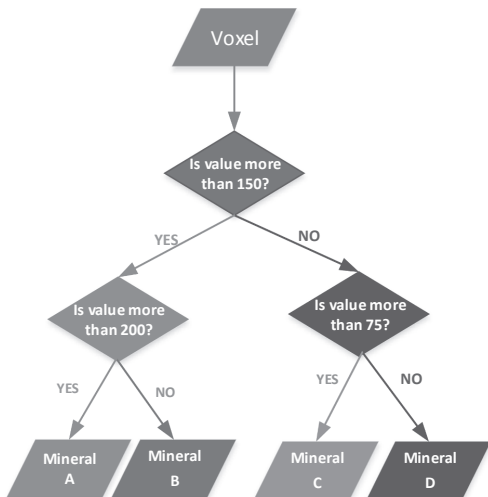 Voxel
Is value more
than 150?
YES
NO
Is value more
than 200?
Is value more
than 75?
YES
NO
YES
NO
Mineral
A
Mineral
B
Mineral
C
Mineral
D